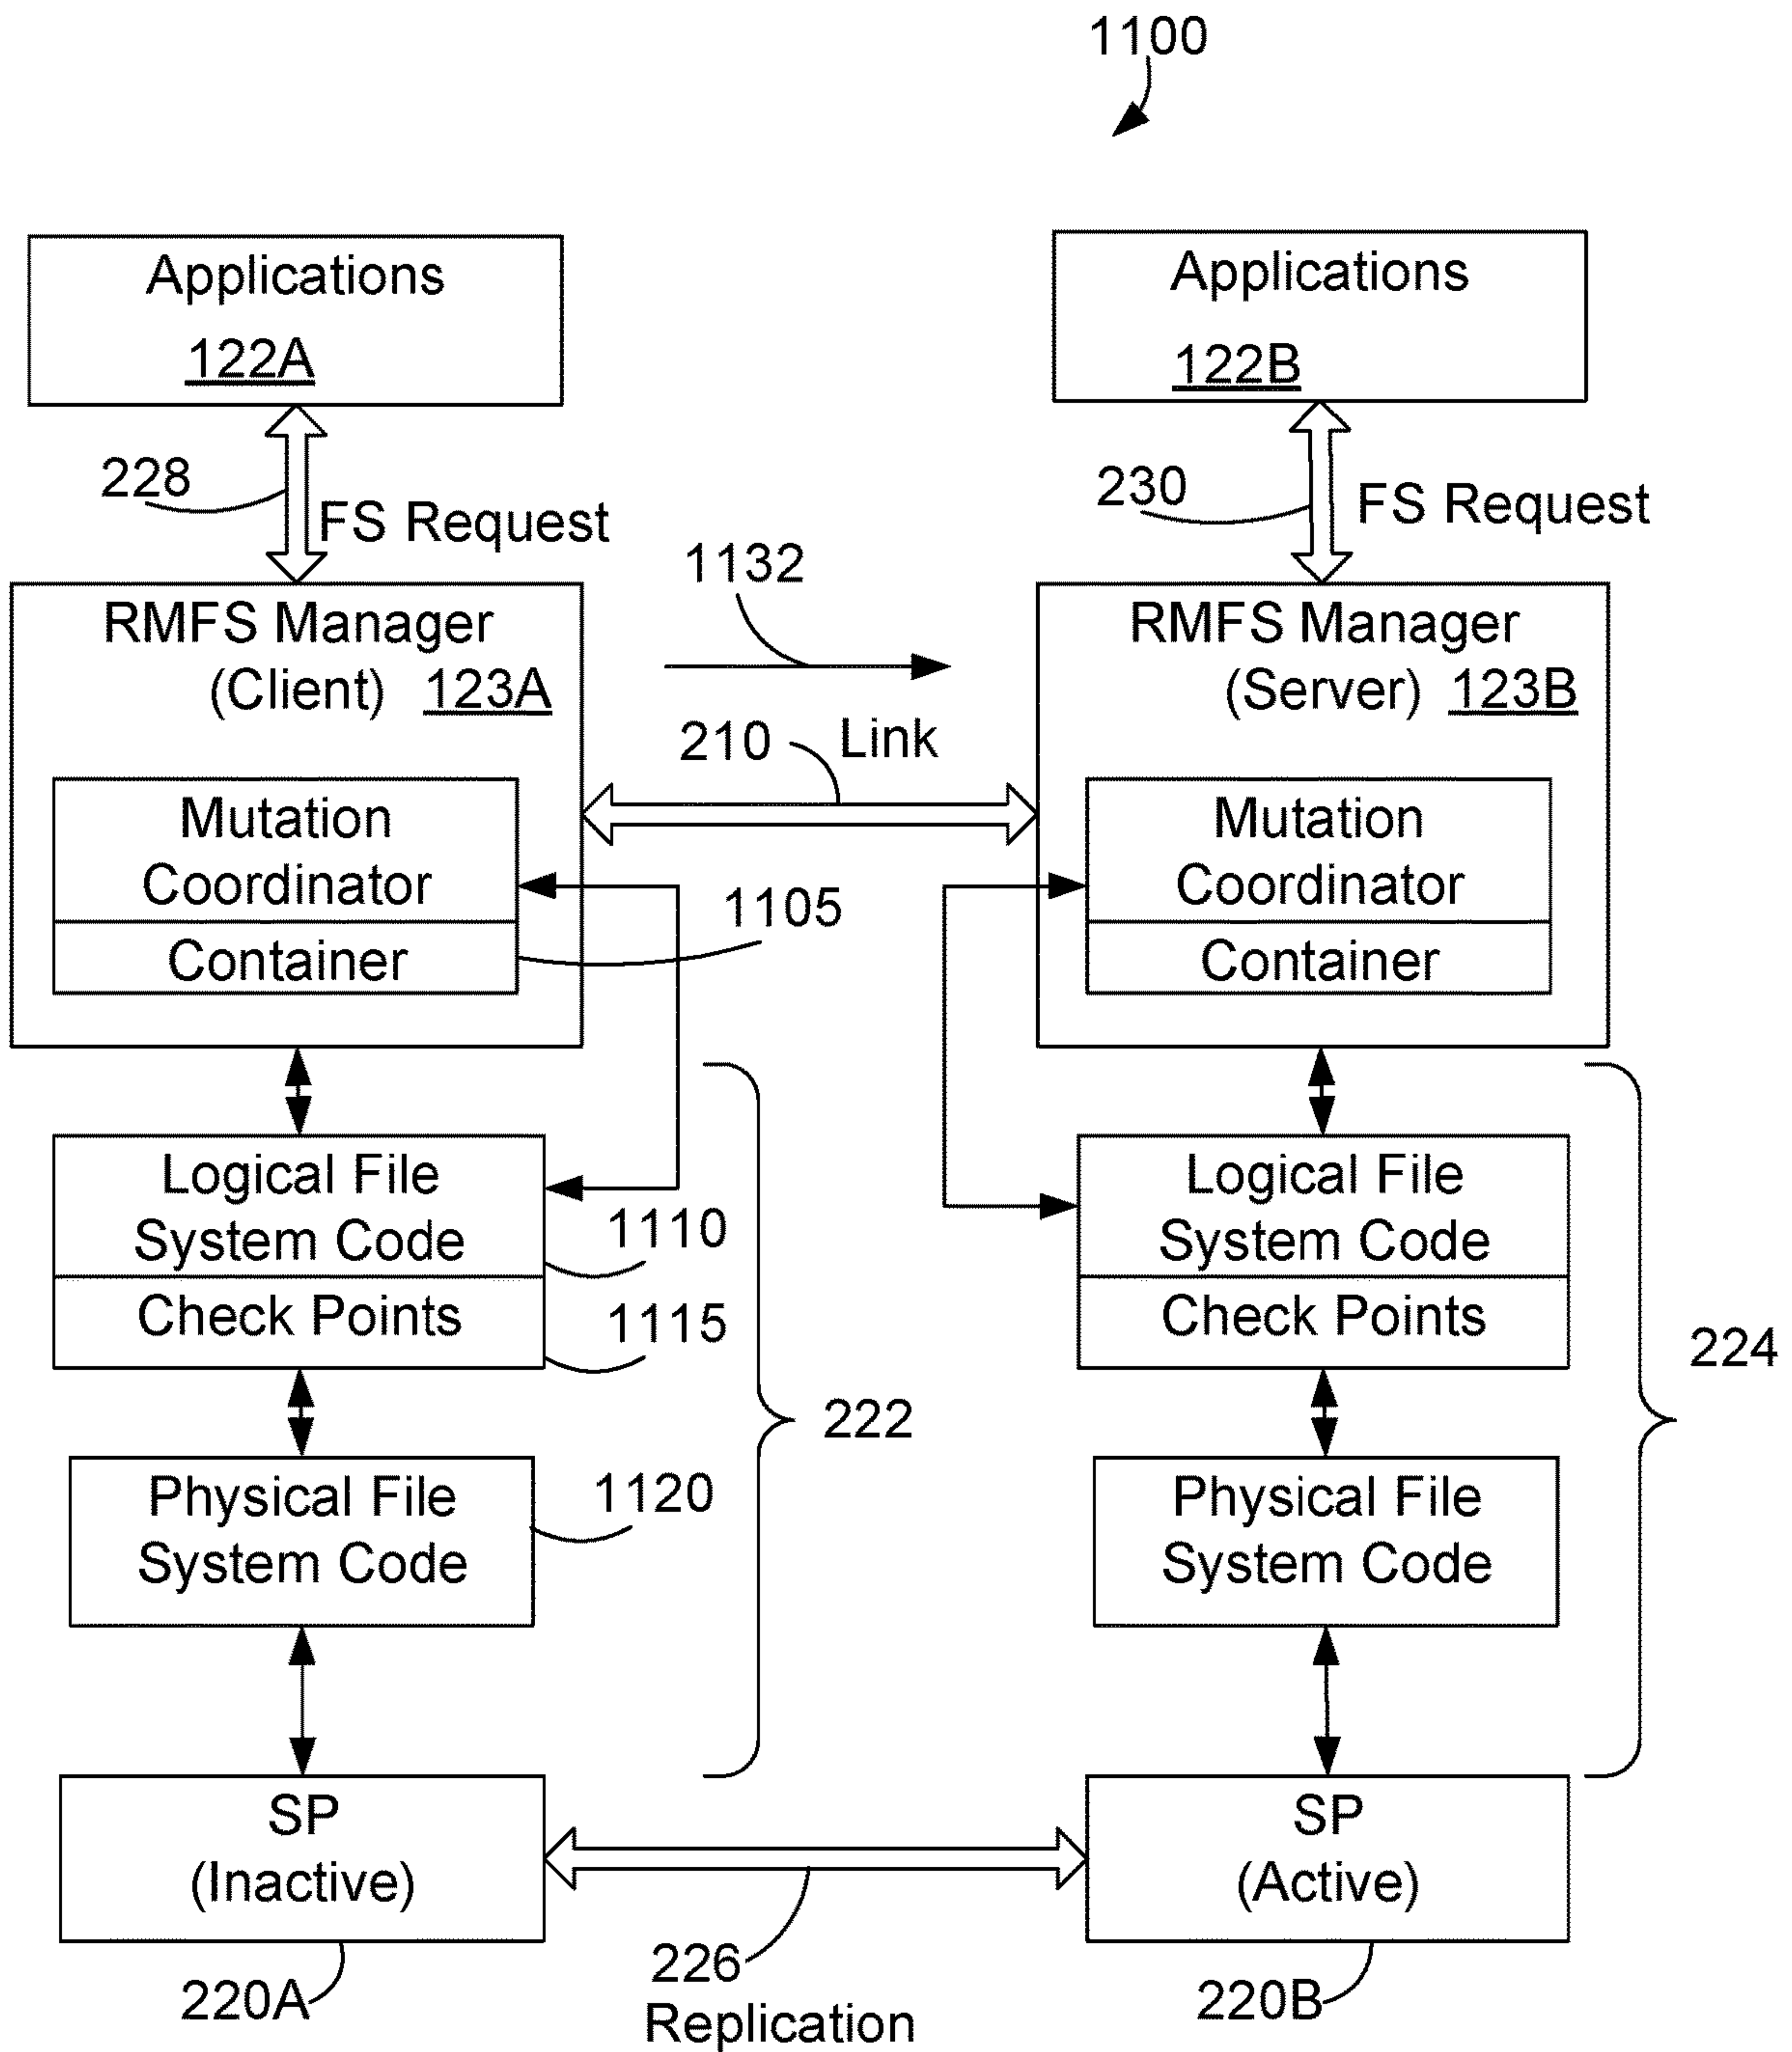 1100
Applications
122A
Applications
122B
228
FS Request
230
FS Request
1132
RMFS Manager
(Client) 123A
RMFS Manager
(Server) 123B
210
Link
Mutation
Coordinator
Container
1105
Mutation
Coordinator
Container
Logical File
System Code
1110
Check Points
1115
Logical File
System Code
Check Points
222
224
Physical File
System Code
1120
Physical File
System Code
SP
(Inactive)
220A
226
Replication
SP
(Active)
220B